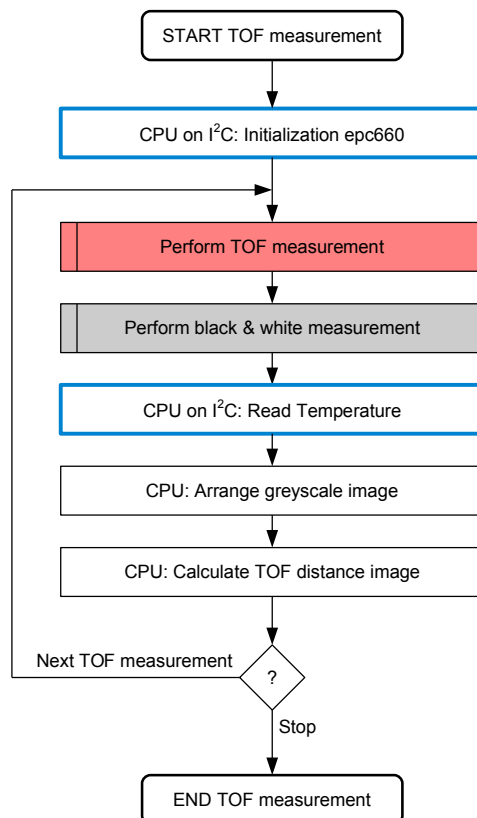 START TOF measurement
CPU on I²C: Initialization epc660
Perform TOF measurement
Perform black & white measurement
CPU on I²C: Read Temperature
CPU: Arrange greyscale image
CPU: Calculate TOF distance image
Next TOF measurement
?
Stop
END TOF measurement